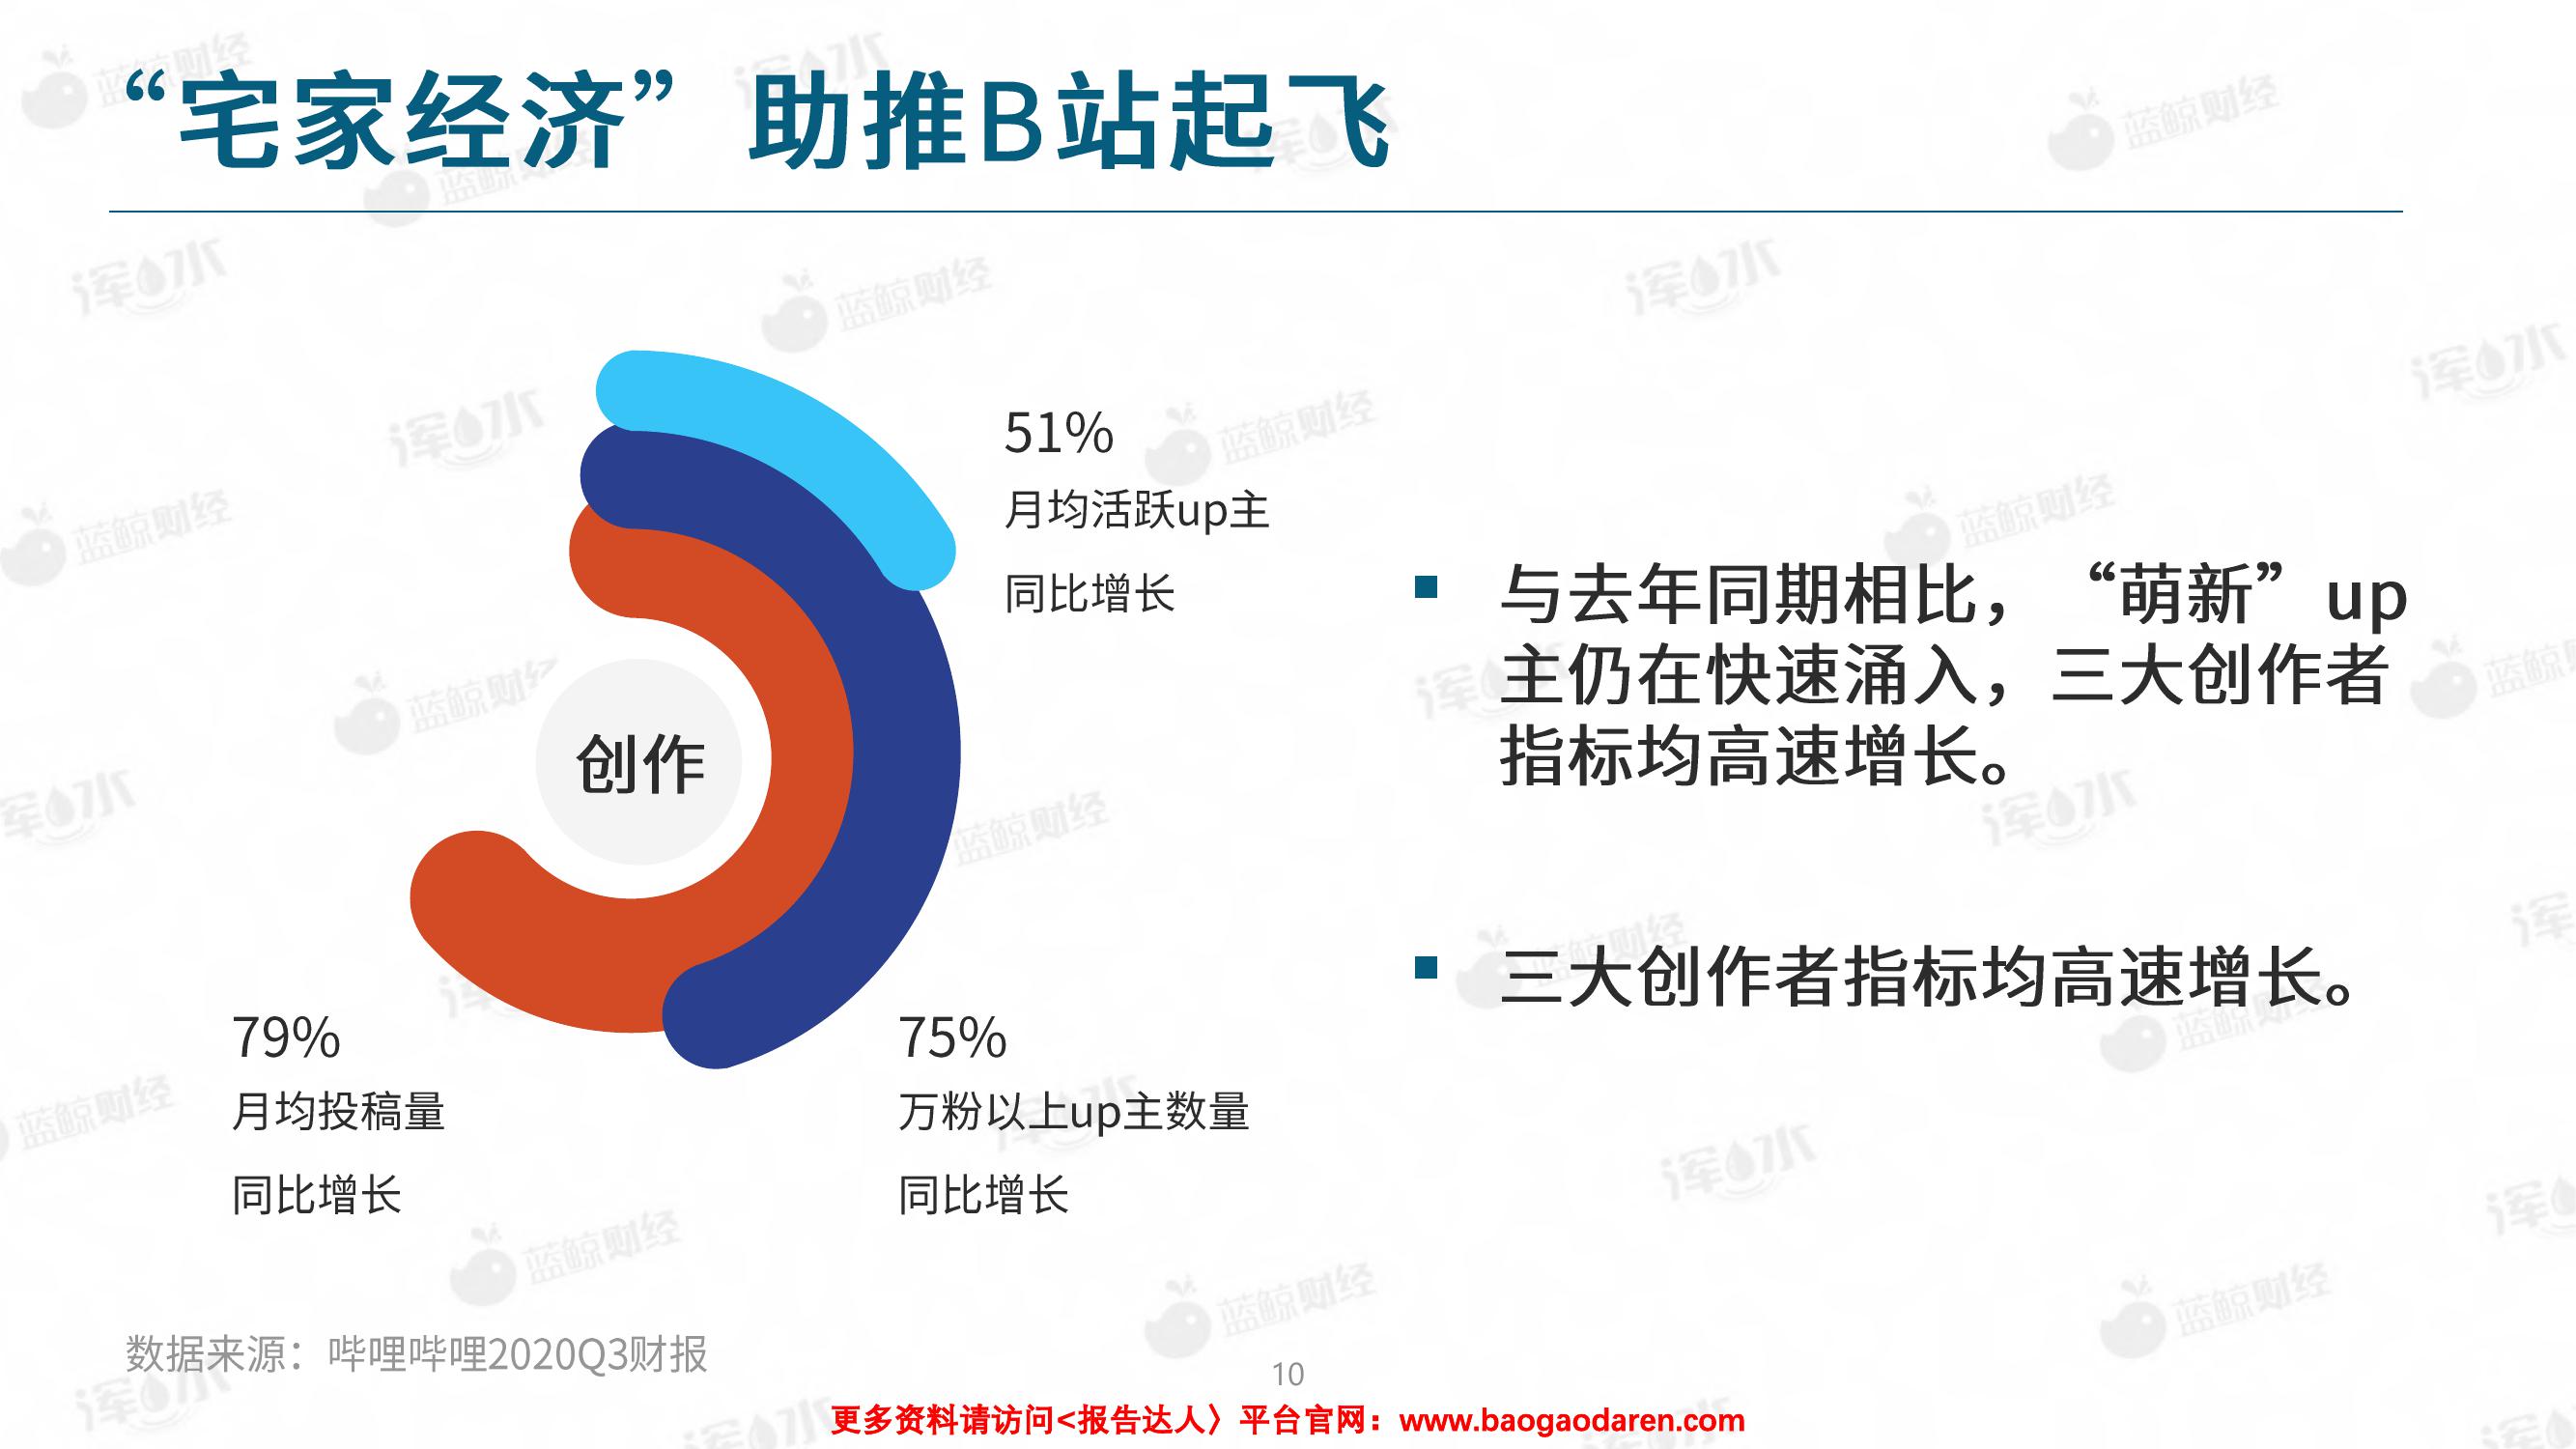 “宅家经济”助推B站起飞
51%
月均活跃up主
同比增长
创作
79%
月均投稿量
同比增长
75%
万粉以上up主数量
同比增长
与去年同期相比，“萌新”up
主仍在快速涌入，三大创作者
指标均高速增长。
三大创作者指标均高速增长。
数据来源：哔哩哔哩2020Q3财报
10
更多资料请访问<报告达人〉平台官网：www.baogaodaren.com
蓝鲸财经
浑水